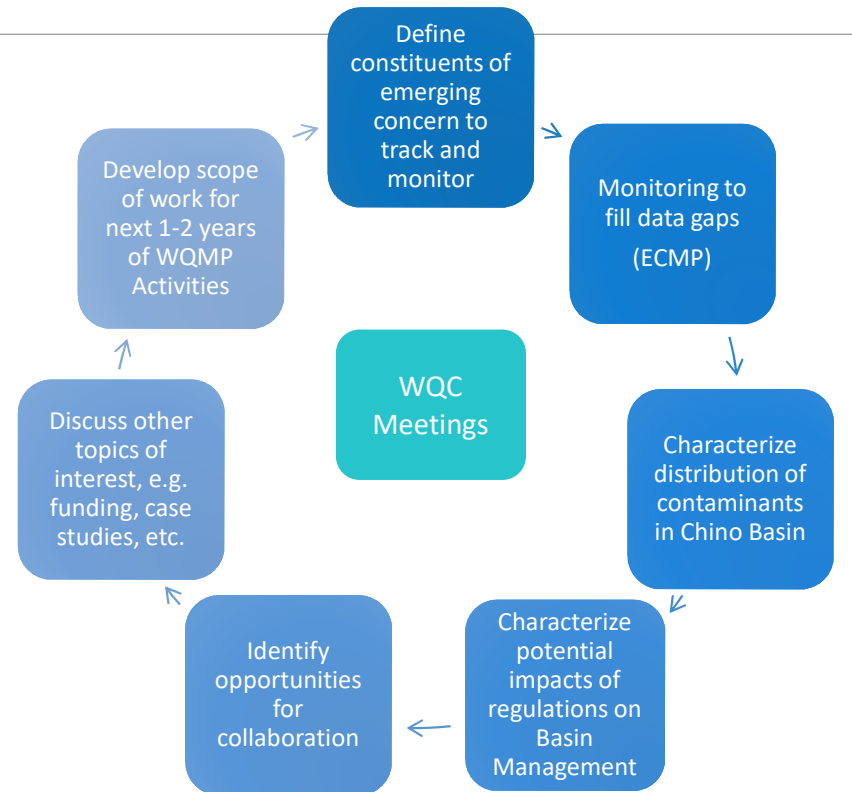 Define
constituents of
emerging
concern to
track and
monitor
Monitoring to
fill data gaps
(ECMP)
Characterize
distribution of
contaminants
in Chino Basin
Characterize
potential
impacts of
regulations on
Basin
Management
Identify
opportunities
for
collaboration
Discuss other
topics of
interest, e.g.
funding, case
studies, etc.
Develop scope
of work for
next 1-2 years
of WQMP
Activities
WQC
Meetings